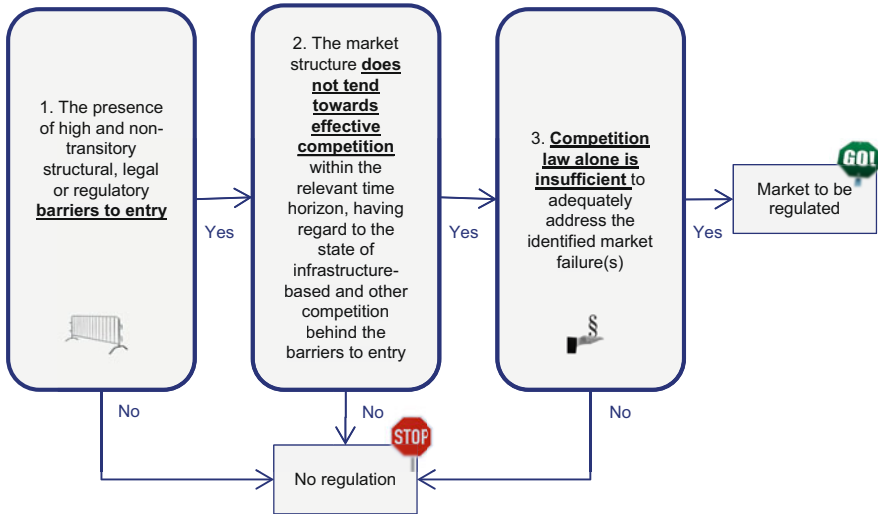 1. The presence
of high and non-
transitory
structural, legal
or regulatory
barriers to entry
Yes
No
2. The market
structure does
not tend
towards
effective
competition
within the
relevant time
horizon, having
regard to the
state of
infrastructure-
based and other
competition
behind the
barriers to entry
Yes
No
3. Competition
law alone is
insufficient to
adequately
address the
identified market
failure(s)
§
Yes
No
GO!
Market to be
regulated
STOP
No regulation